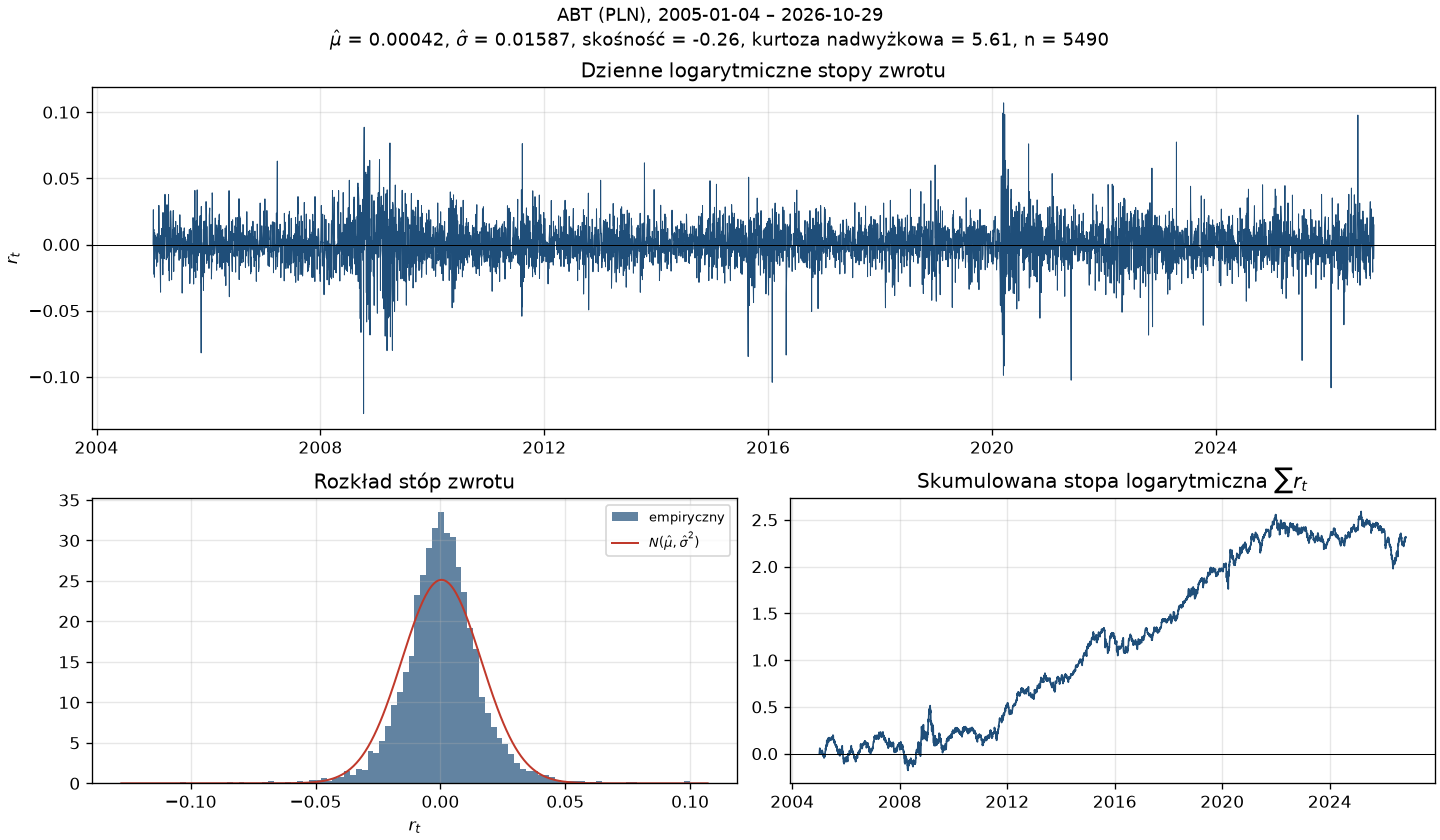 ABT (PLN), 2005-01-04 – 2026-10-29
μ̂ = 0.00042, σ̂ = 0.01587, skośność = -0.26, kurtoza nadwyżkowa = 5.61, n = 5490
Dzienne logarytmiczne stopy zwrotu
0.10
0.05
0.00
−0.05
−0.10
r_t
2004 2008 2012 2016 2020 2024
Rozkład stóp zwrotu
35
30
25
20
15
10
5
0
empiryczny
N(μ̂, σ̂²)
−0.10 −0.05 0.00 0.05 0.10
r_t
Skumulowana stopa logarytmiczna ∑r_t
2.5
2.0
1.5
1.0
0.5
0.0
2004 2008 2012 2016 2020 2024